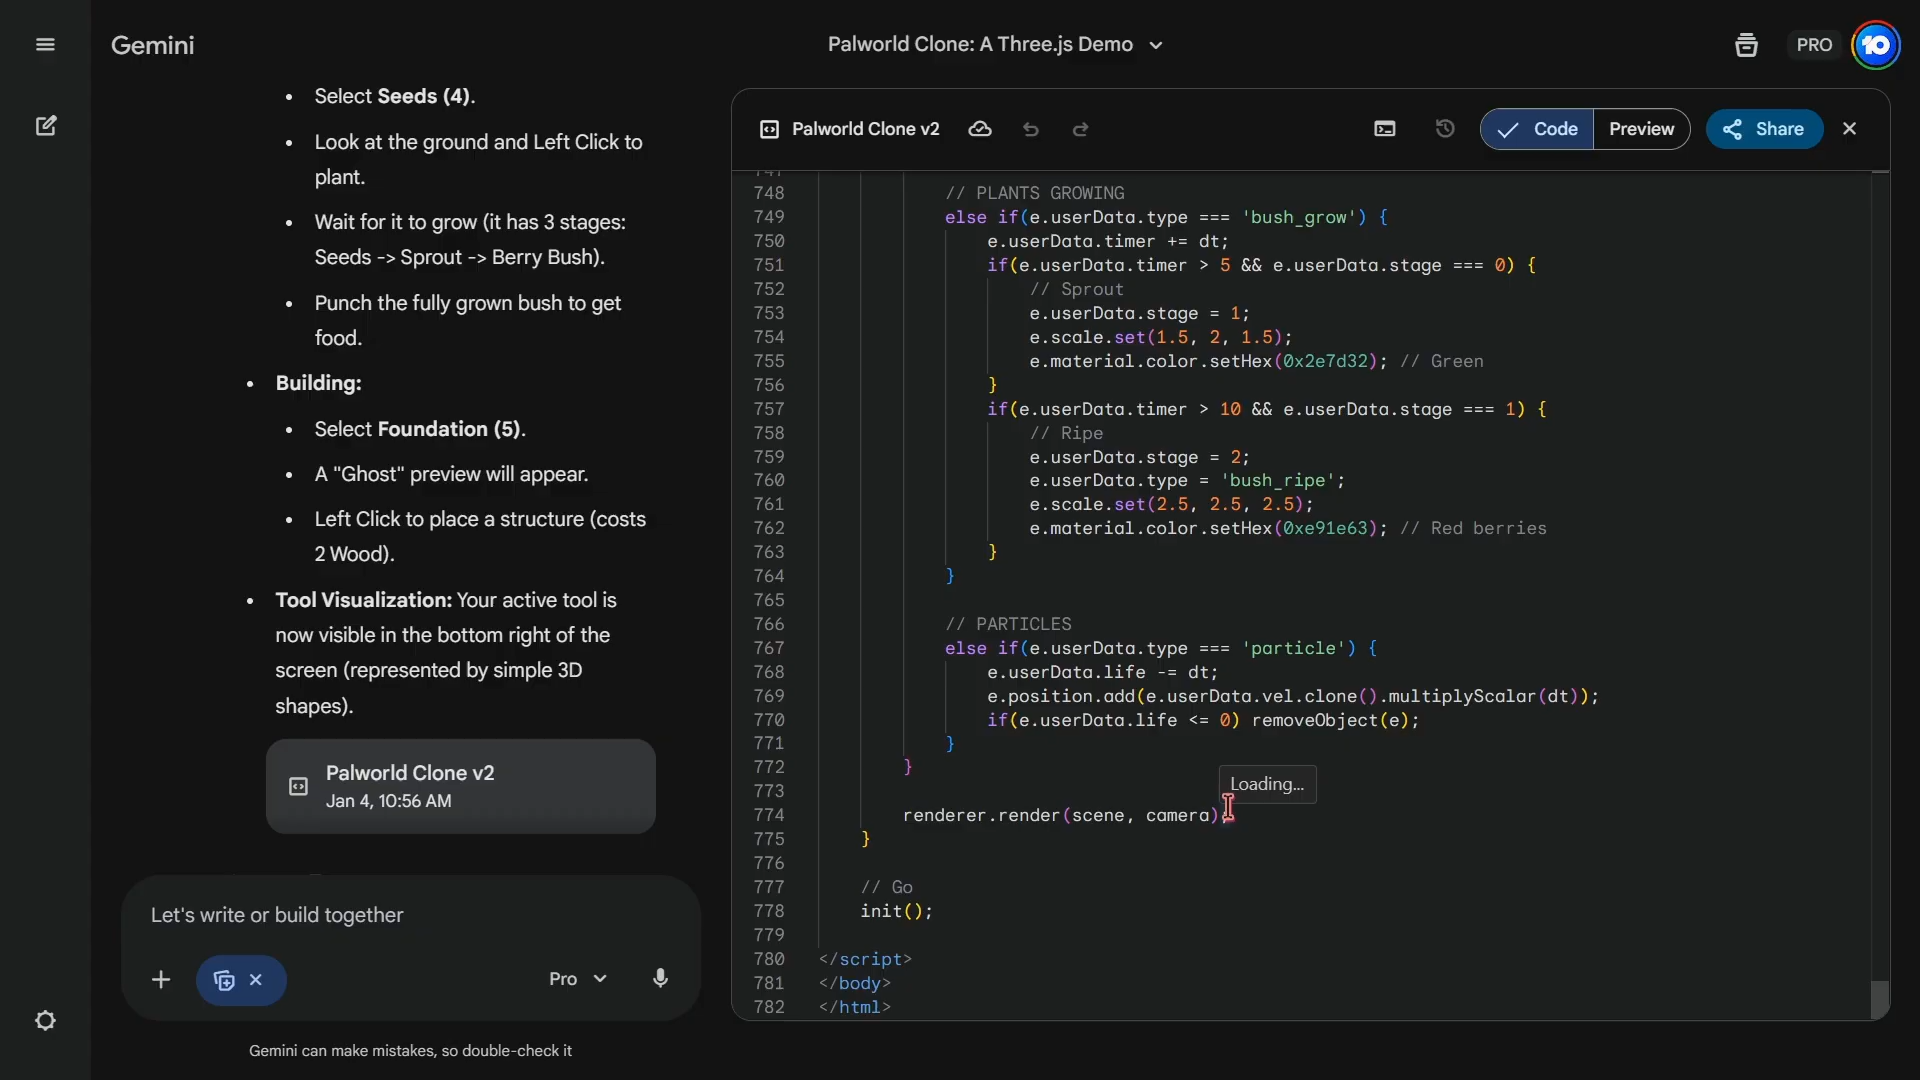 Gemini
Palworld Clone: A Three.js Demo
PRO
10
• Select Seeds (4).
• Look at the ground and Left Click to
plant.
• Wait for it to grow (it has 3 stages:
Seeds -> Sprout -> Berry Bush).
• Punch the fully grown bush to get
food.
• Building:
• Select Foundation (5).
• A "Ghost" preview will appear.
• Left Click to place a structure (costs
2 Wood).
• Tool Visualization: Your active tool is
now visible in the bottom right of the
screen (represented by simple 3D
shapes).
Palworld Clone v2
Jan 4, 10:56 AM
Let's write or build together
Pro
Gemini can make mistakes, so double-check it
Palworld Clone v2
Code
Preview
Share
747
748 // PLANTS GROWING
749 else if(e.userData.type === 'bush_grow') {
750 e.userData.timer += dt;
751 if(e.userData.timer > 5 && e.userData.stage === 0) {
752 // Sprout
753 e.userData.stage = 1;
754 e.scale.set(1.5, 2, 1.5);
755 e.material.color.setHex(0x2e7d32); // Green
756 }
757 if(e.userData.timer > 10 && e.userData.stage === 1) {
758 // Ripe
759 e.userData.stage = 2;
760 e.userData.type = 'bush_ripe';
761 e.scale.set(2.5, 2.5, 2.5);
762 e.material.color.setHex(0xe91e63); // Red berries
763 }
764 }
765
766 // PARTICLES
767 else if(e.userData.type === 'particle') {
768 e.userData.life -= dt;
769 e.position.add(e.userData.vel.clone().multiplyScalar(dt));
770 if(e.userData.life <= 0) removeObject(e);
771 }
772 }
773
Loading...
774 renderer.render(scene, camera);
775 }
776
777 // Go
778 init();
779
780 </script>
781 </body>
782 </html>